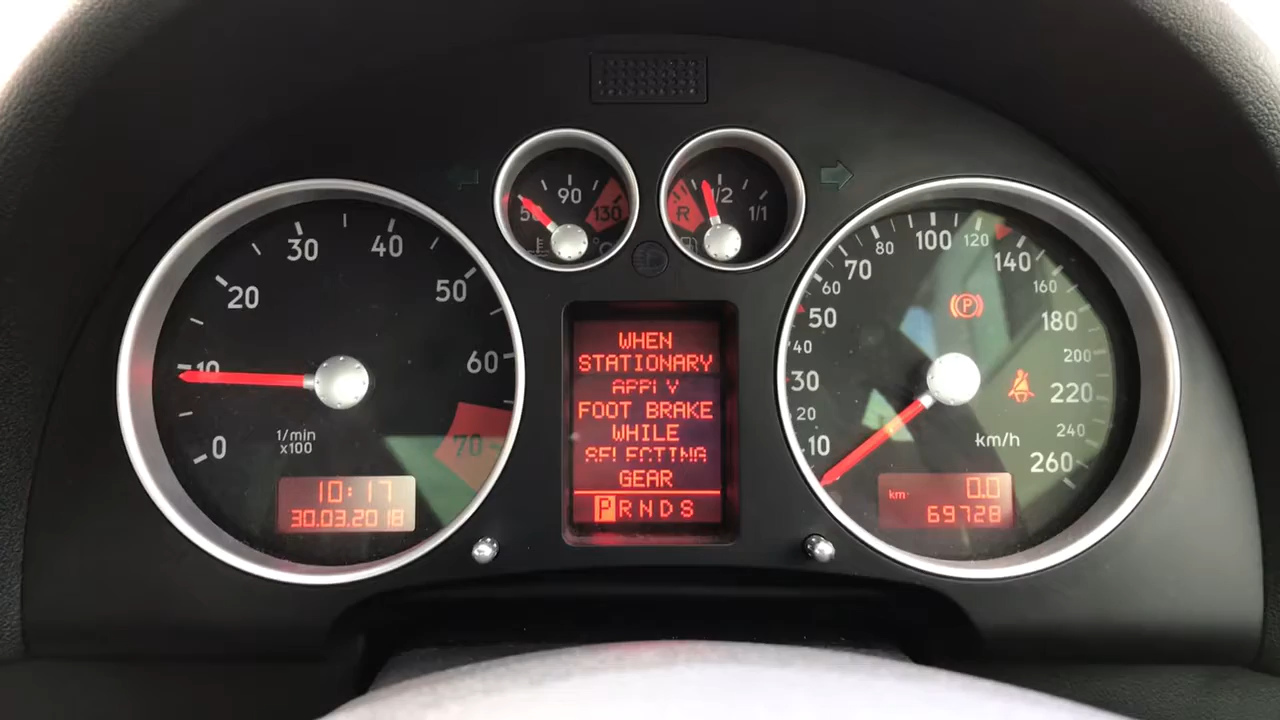 90
50
130
°C
1/2
R
1/1
0
10
20
30
40
50
60
70
1/min
x100
10:17
30.03.2018
WHEN
STATIONARY
APPLY
FOOT BRAKE
WHILE
SELECTING
GEAR
PRNDS
10
20
30
40
50
60
70
80
100
120
140
160
180
200
220
240
260
(P)
km/h
km
0.0
69728